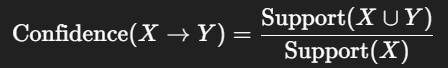 Confidence(X → Y) = Support(X ∪ Y) / Support(X)